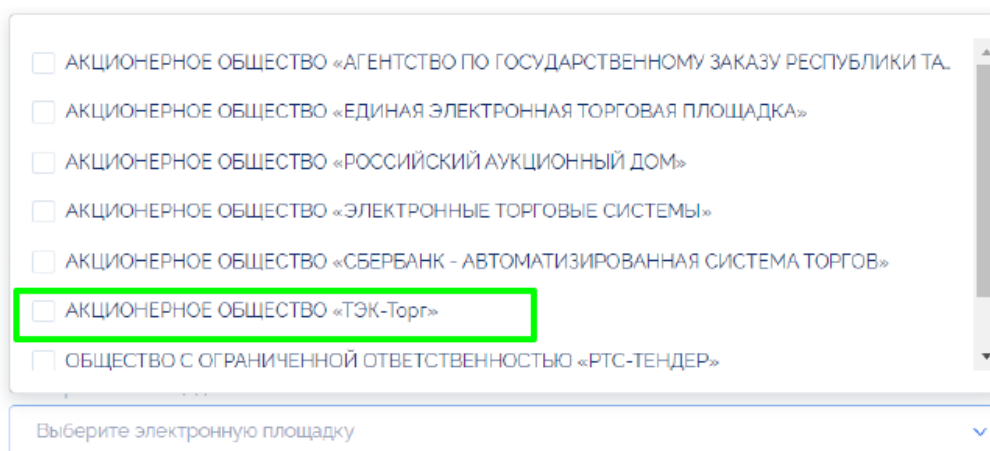 АКЦИОНЕРНОЕ ОБЩЕСТВО «АГЕНТСТВО ПО ГОСУДАРСТВЕННОМУ ЗАКАЗУ РЕСПУБЛИКИ ТА...
АКЦИОНЕРНОЕ ОБЩЕСТВО «ЕДИНАЯ ЭЛЕКТРОННАЯ ТОРГОВАЯ ПЛОЩАДКА»
АКЦИОНЕРНОЕ ОБЩЕСТВО «РОССИЙСКИЙ АУКЦИОННЫЙ ДОМ»
АКЦИОНЕРНОЕ ОБЩЕСТВО «ЭЛЕКТРОННЫЕ ТОРГОВЫЕ СИСТЕМЫ»
АКЦИОНЕРНОЕ ОБЩЕСТВО «СБЕРБАНК - АВТОМАТИЗИРОВАННАЯ СИСТЕМА ТОРГОВ»
АКЦИОНЕРНОЕ ОБЩЕСТВО «ТЭК-Торг»
ОБЩЕСТВО С ОГРАНИЧЕННОЙ ОТВЕТСТВЕННОСТЬЮ «РТС-ТЕНДЕР»
Выберите электронную площадку